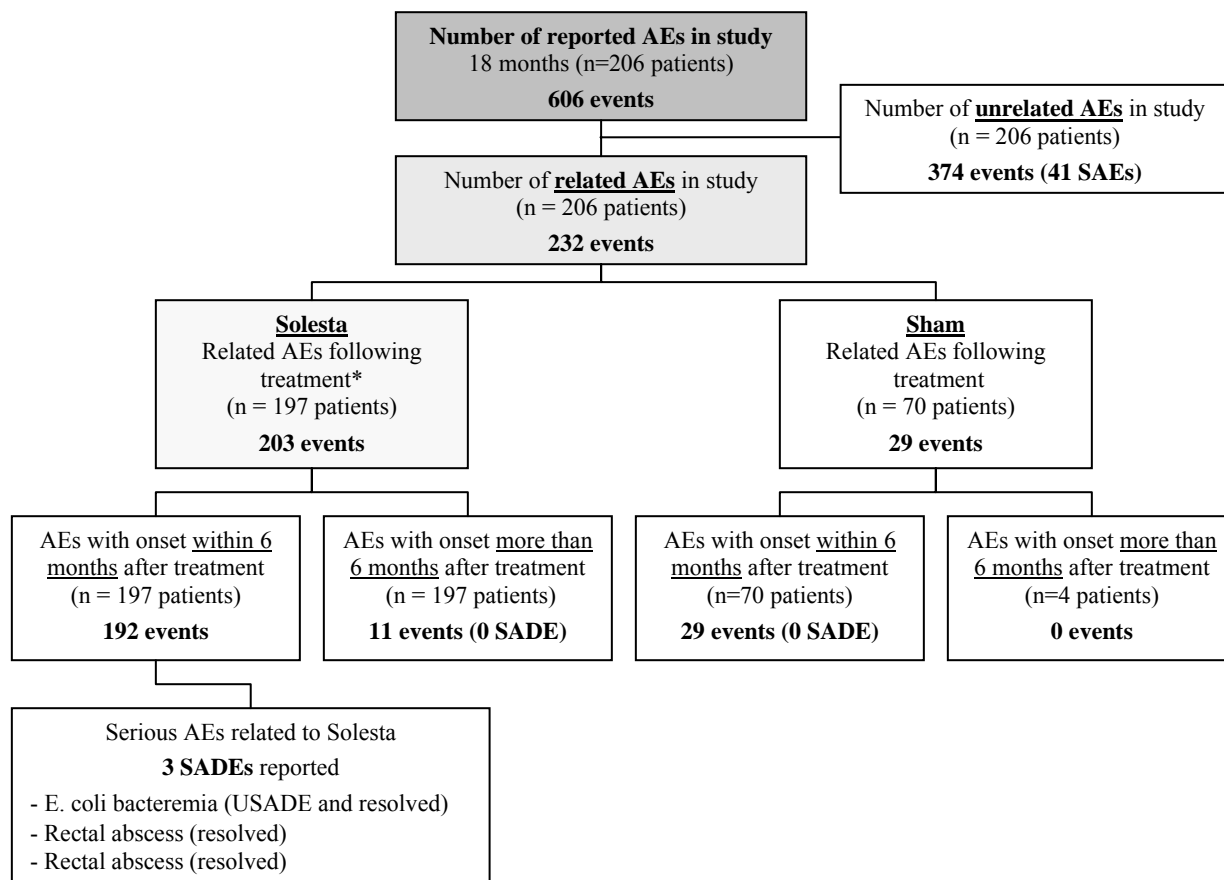 Number of reported AEs in study
18 months (n=206 patients)
606 events
Number of unrelated AEs in study
(n = 206 patients)
374 events (41 SAEs)
Number of related AEs in study
(n = 206 patients)
232 events
Solesta
Related AEs following
treatment*
(n = 197 patients)
203 events
Sham
Related AEs following
treatment
(n = 70 patients)
29 events
AEs with onset within 6
months after treatment
(n = 197 patients)
192 events
AEs with onset more than
6 months after treatment
(n = 197 patients)
11 events (0 SADE)
AEs with onset within 6
months after treatment
(n=70 patients)
29 events (0 SADE)
AEs with onset more than
6 months after treatment
(n=4 patients)
0 events
Serious AEs related to Solesta
3 SADEs reported
- E. coli bacteremia (USADE and resolved)
- Rectal abscess (resolved)
- Rectal abscess (resolved)